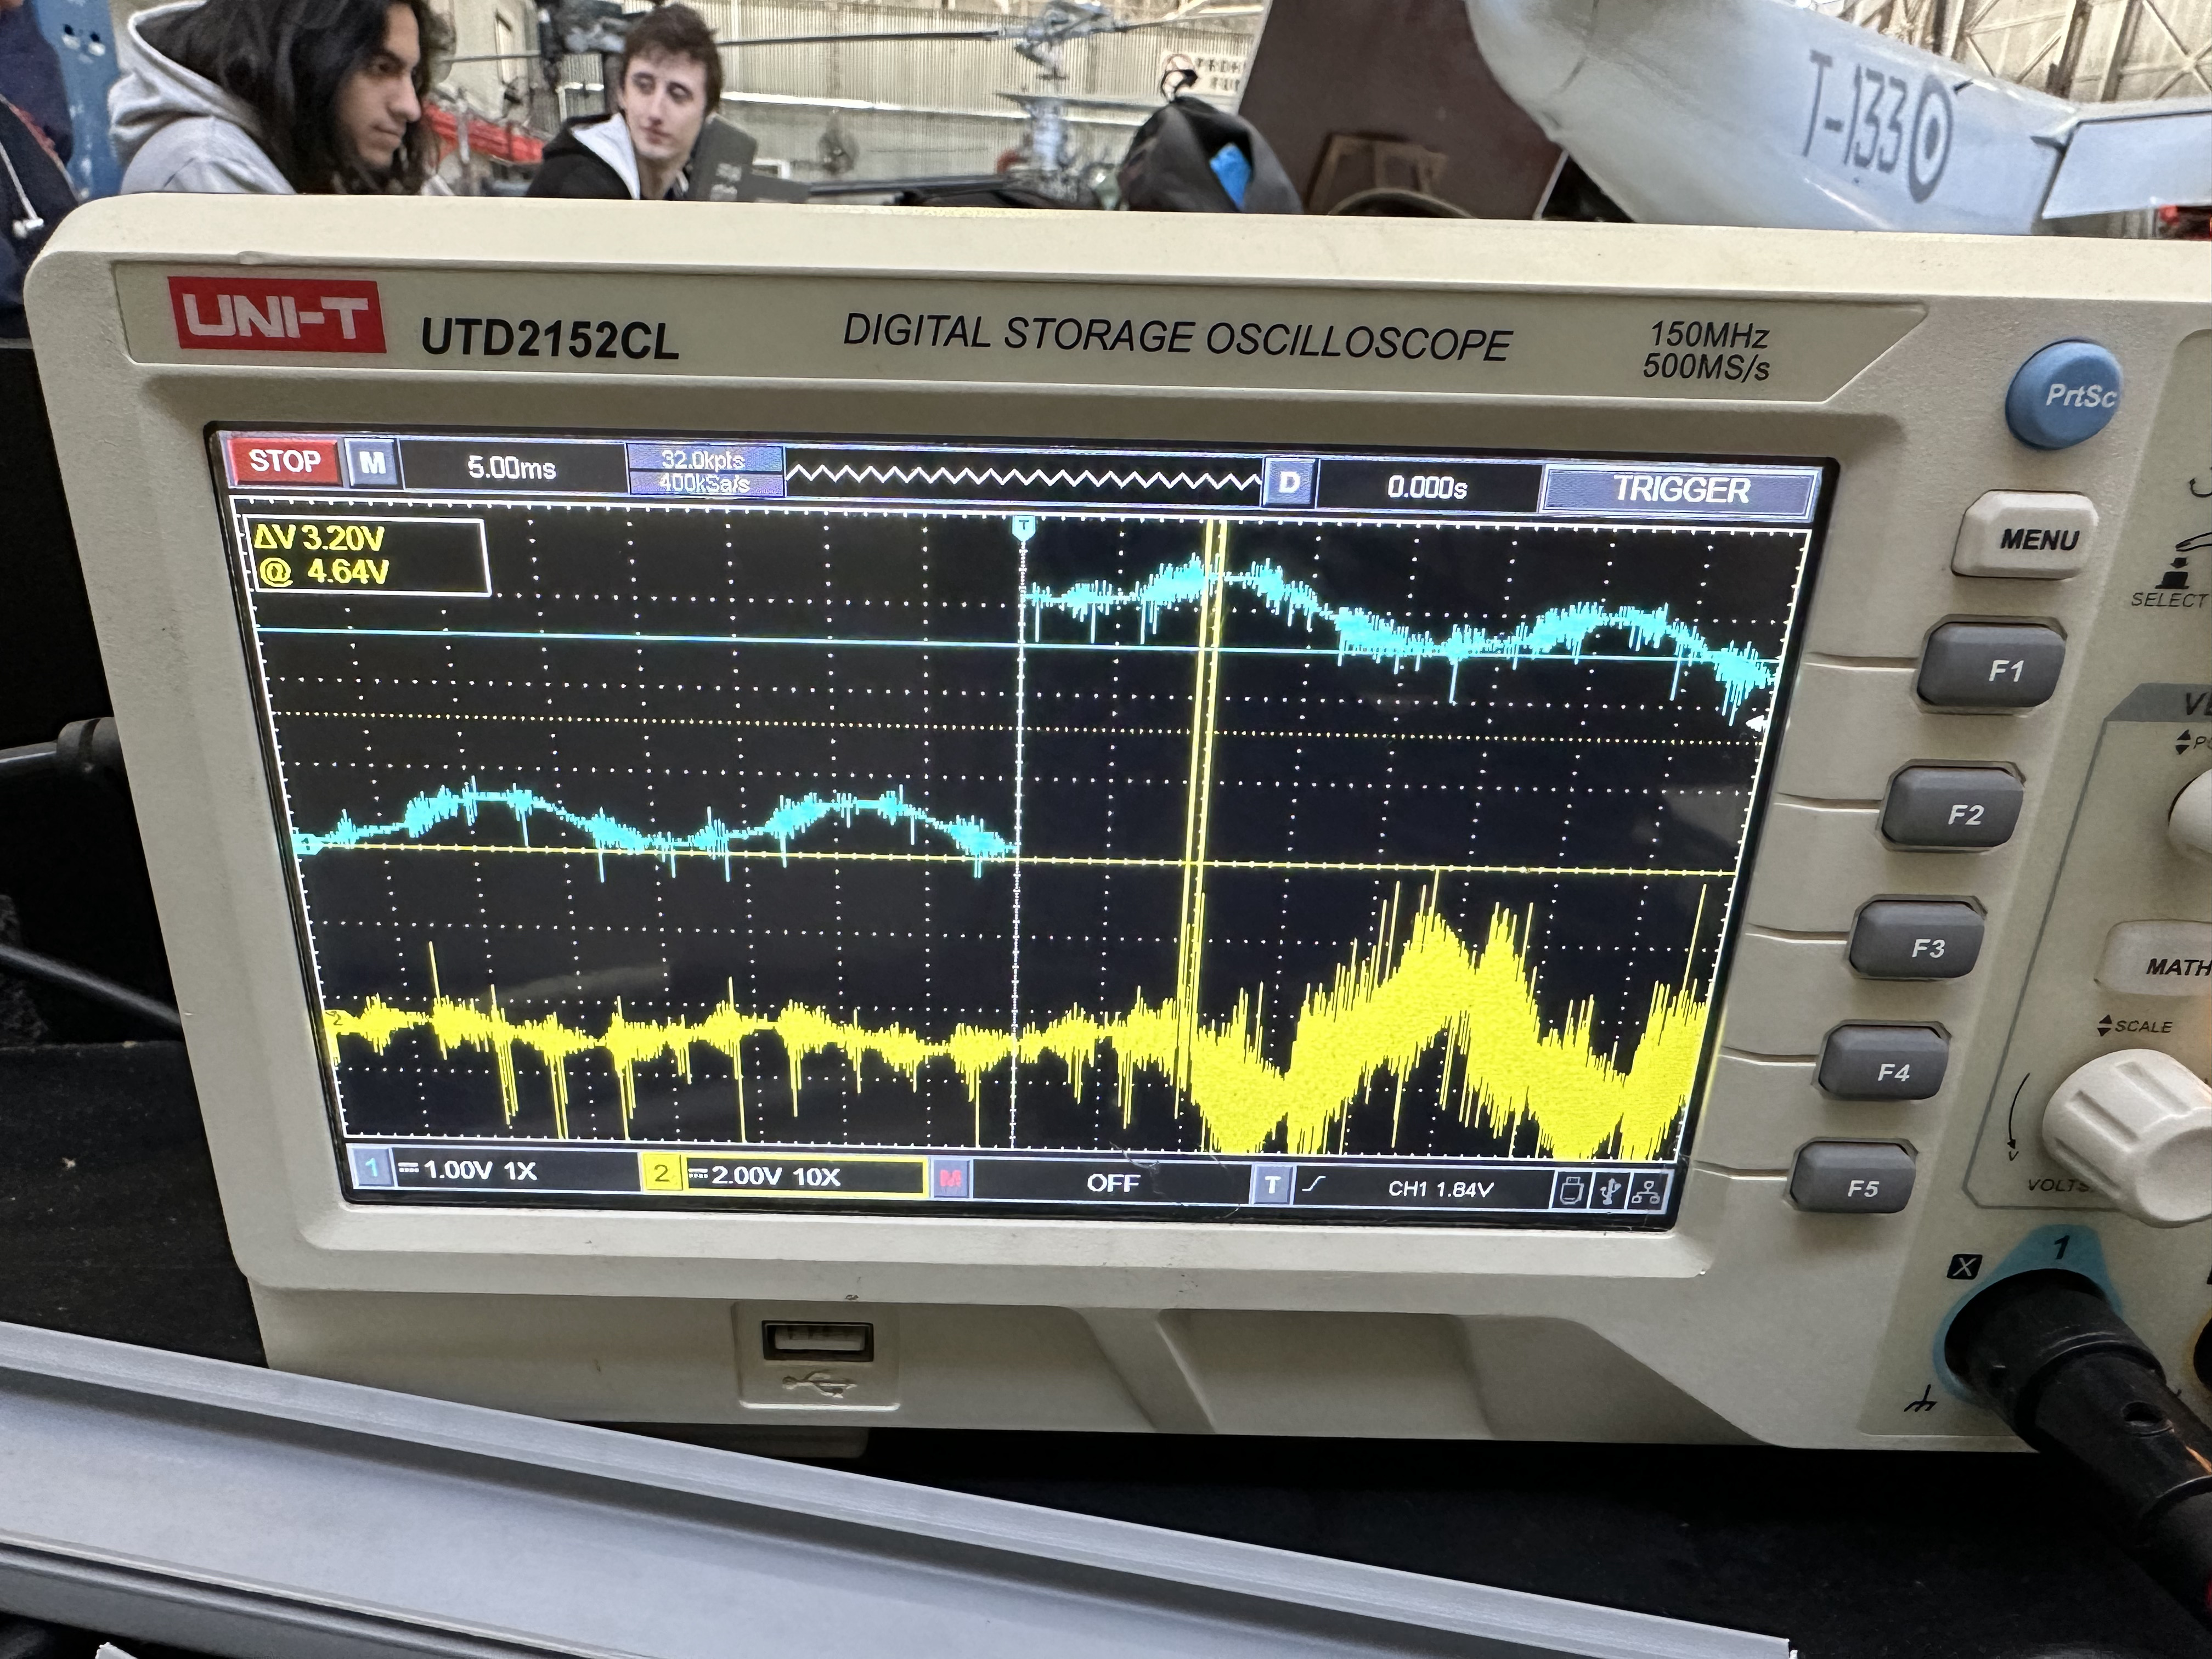 T-133
UNI-T
UTD2152CL
DIGITAL STORAGE OSCILLOSCOPE
150MHz
500MS/s
PrtSc
STOP
M
5.00ms
32.0kpts
400kSa/s
D
0.000s
TRIGGER
MENU
ΔV 3.20V
@ 4.64V
T
SELECT
F1
F2
F3
F4
F5
MATH
SCALE
VOLTS
1
2
1
1.00V 1X
2
2.00V 10X
M
OFF
T
CH1 1.84V
1
X